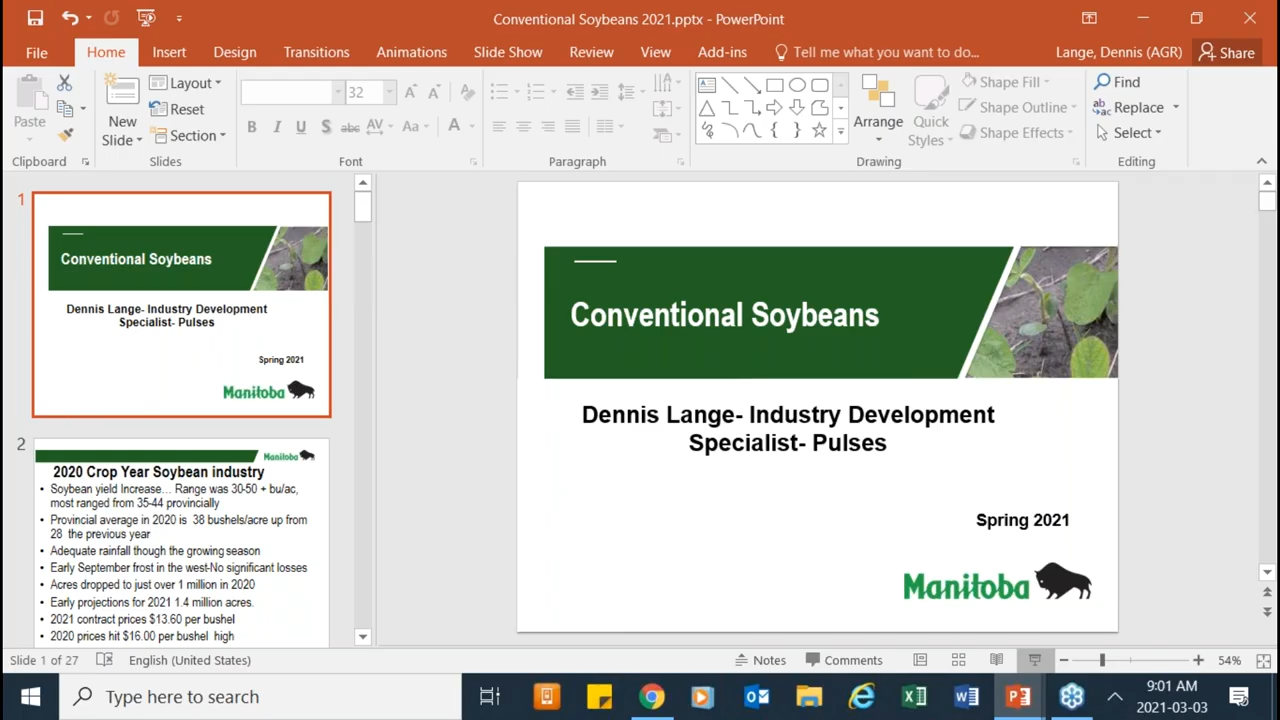 Conventional Soybeans 2021.pptx - PowerPoint
File Home Insert Design Transitions Animations Slide Show Review View Add-ins Tell me what you want to do... Lange, Dennis (AGR) Share
Paste
Clipboard
New
Slide
Layout
Reset
Section
Slides
32
B I U S abc AV Aa A
Font
Paragraph
Arrange
Quick
Styles
Shape Fill
Shape Outline
Shape Effects
Drawing
Find
Replace
Select
Editing
1
Conventional Soybeans
Dennis Lange- Industry Development
Specialist- Pulses
Spring 2021
Manitoba
2
Manitoba
2020 Crop Year Soybean industry
• Soybean yield Increase... Range was 30-50 + bu/ac,
most ranged from 35-44 provincially
• Provincial average in 2020 is 38 bushels/acre up from
28 the previous year
• Adequate rainfall though the growing season
• Early September frost in the west-No significant losses
• Acres dropped to just over 1 million in 2020
• Early projections for 2021 1.4 million acres.
• 2021 contract prices $13.60 per bushel
• 2020 prices hit $16.00 per bushel high
Conventional Soybeans
Dennis Lange- Industry Development
Specialist- Pulses
Spring 2021
Manitoba
Slide 1 of 27 English (United States) Notes Comments 54%
Type here to search
9:01 AM
2021-03-03